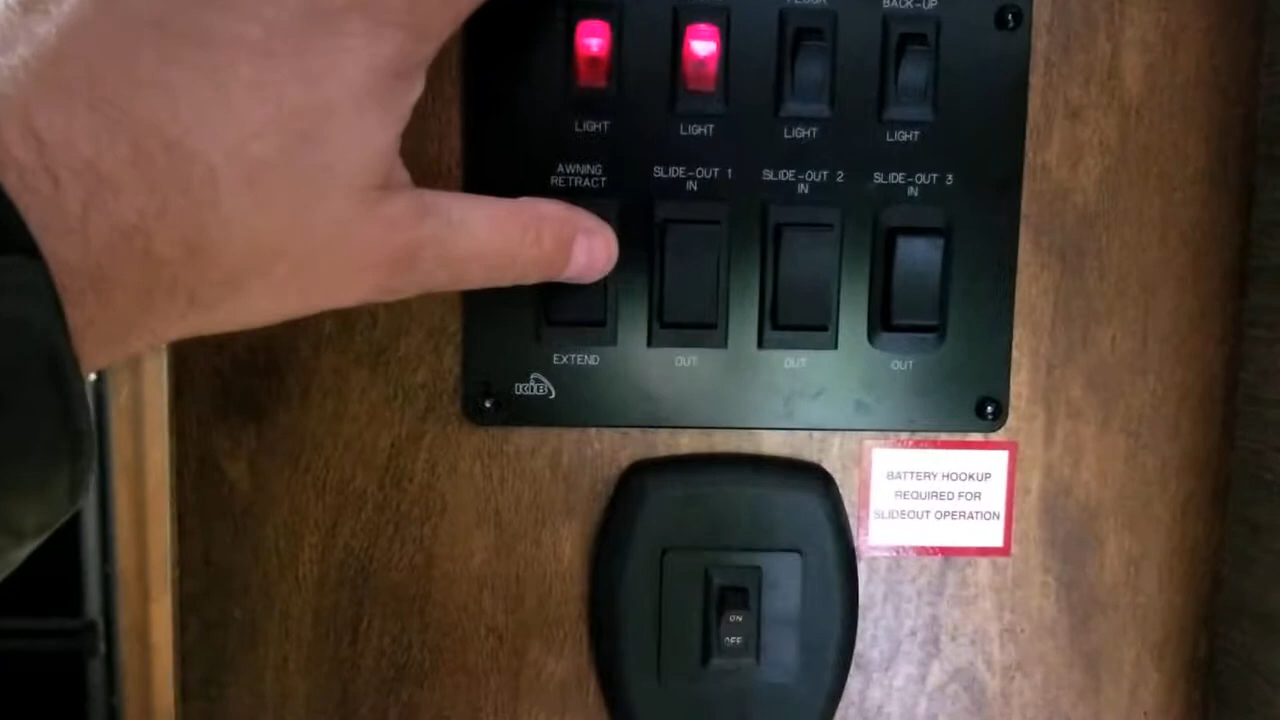 BACK-UP
LIGHT
LIGHT
LIGHT
LIGHT
AWNING
RETRACT
SLIDE-OUT 1
IN
SLIDE-OUT 2
IN
SLIDE-OUT 3
IN
EXTEND
OUT
OUT
OUT
KIB
BATTERY HOOKUP
REQUIRED FOR
SLIDEOUT OPERATION
ON
OFF